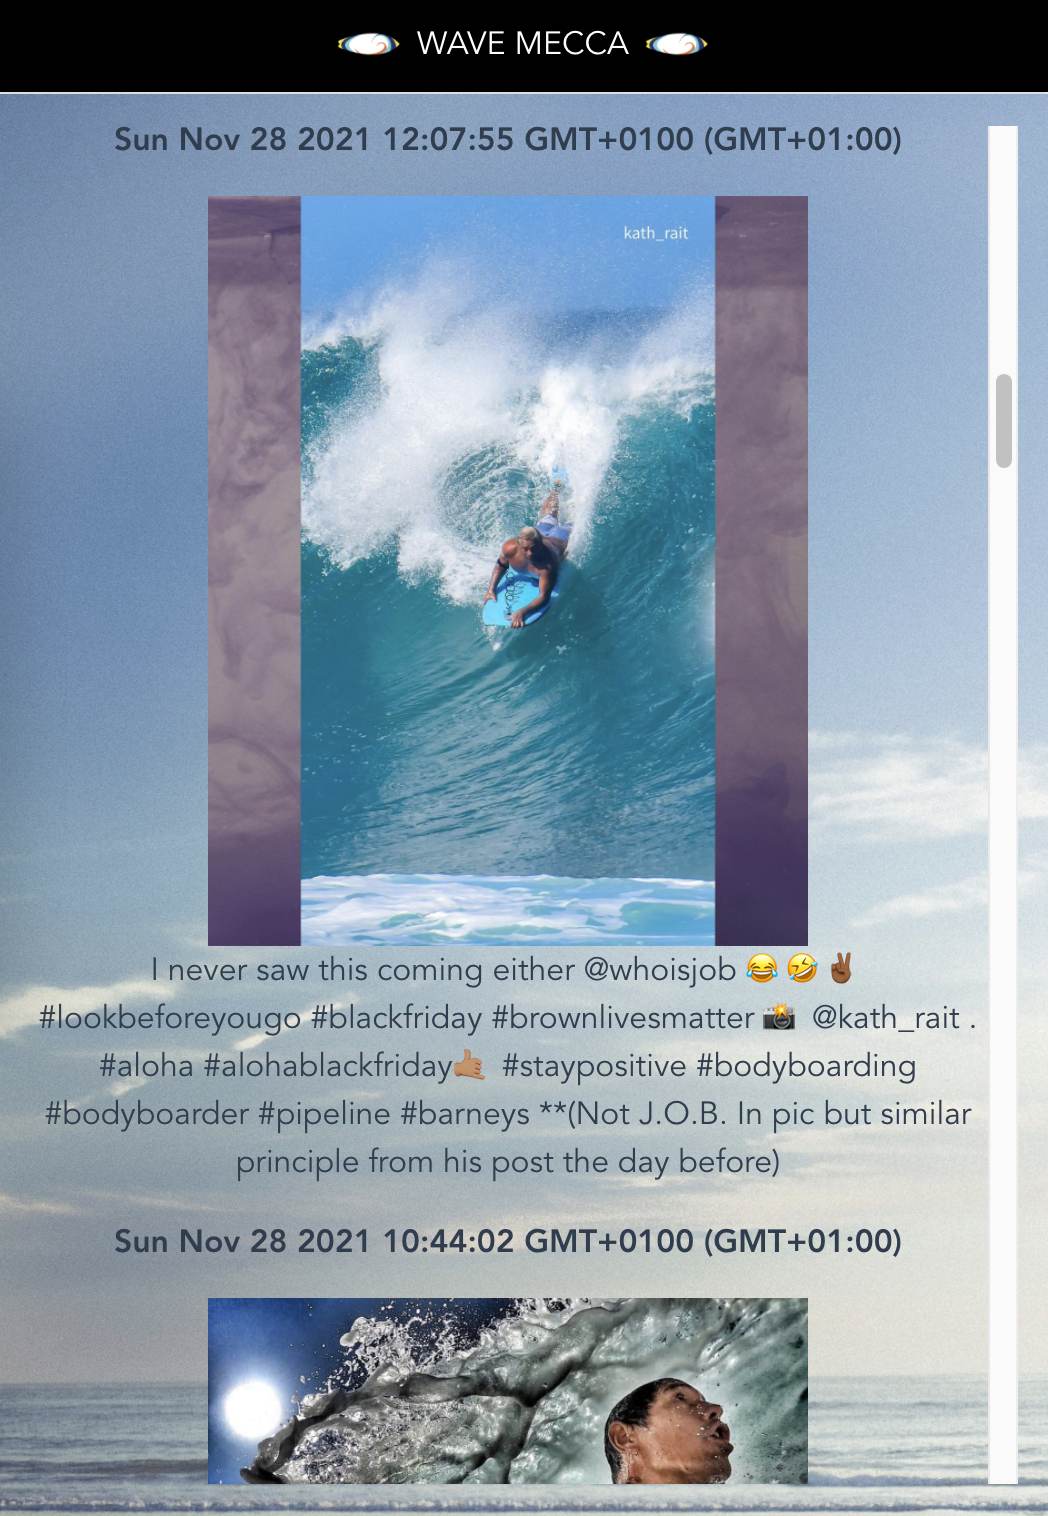 WAVE MECCA
Sun Nov 28 2021 12:07:55 GMT+0100 (GMT+01:00)
kath_rait
I never saw this coming either @whoisjob 😂 🤣 ✌🏾
#lookbeforeyougo #blackfriday #brownlivesmatter 📸 @kath_rait .
#aloha #alohablackfriday🤙🏽 #staypositive #bodyboarding
#bodyboarder #pipeline #barneys **(Not J.O.B. In pic but similar
principle from his post the day before)
Sun Nov 28 2021 10:44:02 GMT+0100 (GMT+01:00)